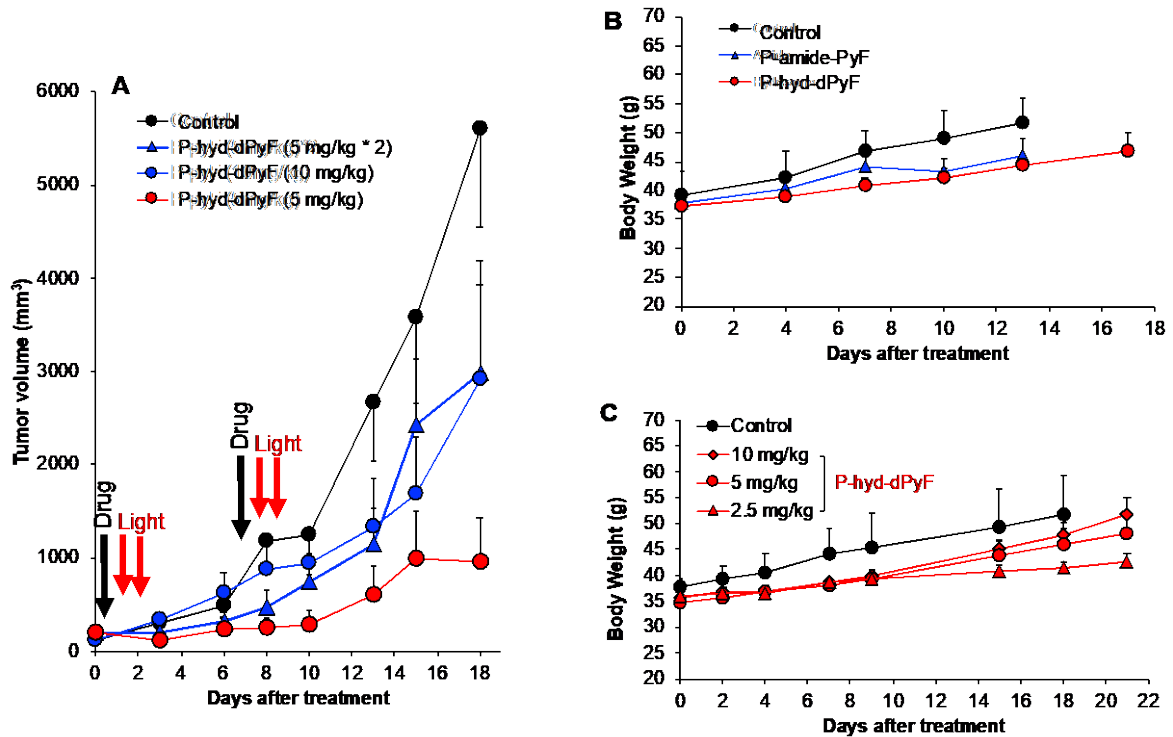 A
Control
P-hyd-dPyF (5 mg/kg * 2)
P-hyd-dPyF (10 mg/kg)
P-hyd-dPyF (5 mg/kg)
Tumor volume (mm³)
6000
5000
4000
3000
2000
1000
0
Drug
Light
Drug
Light
0 2 4 6 8 10 12 14 16 18
Days after treatment
B
Control
P-amide-PyF
P-hyd-dPyF
Body Weight (g)
70
65
60
55
50
45
40
35
30
25
20
0 2 4 6 8 10 12 14 16 18
Days after treatment
C
Control
10 mg/kg
5 mg/kg
2.5 mg/kg
P-hyd-dPyF
Body Weight (g)
70
65
60
55
50
45
40
35
30
25
20
0 2 4 6 8 10 12 14 16 18 20 22
Days after treatment